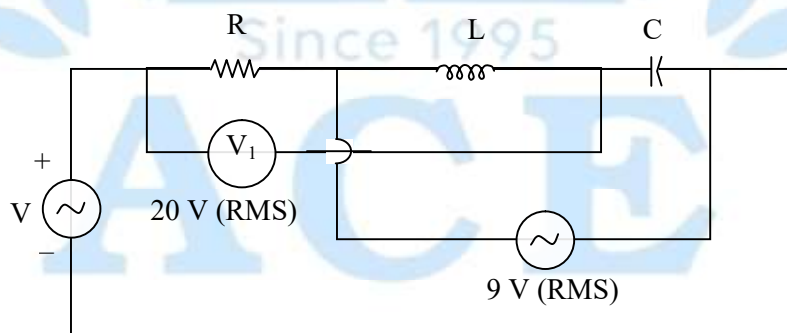 Since 1995
R
L
C
ACE
V₁
+
V
−
20 V (RMS)
9 V (RMS)